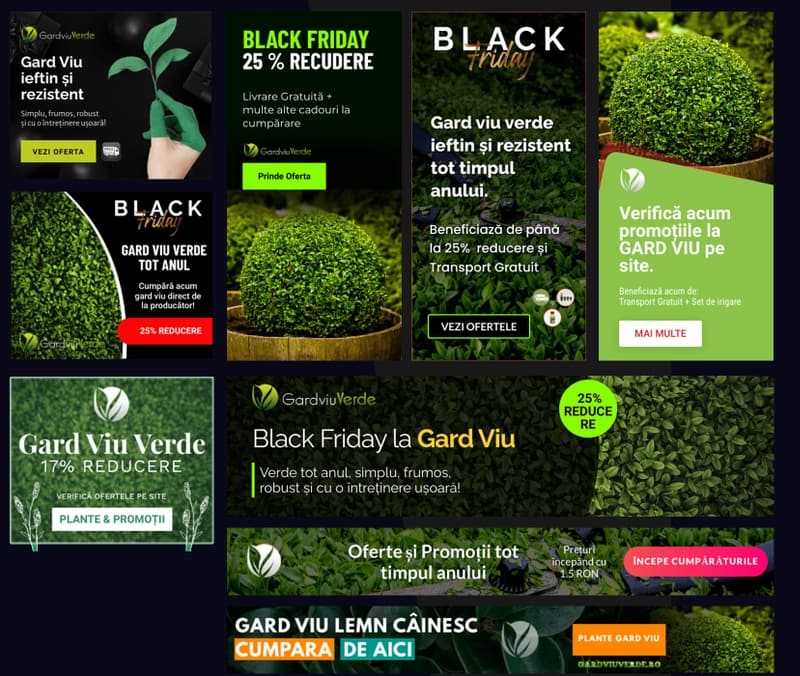 GardviuVerde
Gard Viu
ieftin și
rezistent
Simplu, frumos, robust
și cu o întreținere ușoară!
VEZI OFERTA
BLACK FRIDAY
25 % RECUDERE
Livrare Gratuită +
multe alte cadouri la
cumpărare
GardviuVerde
Prinde Oferta
BLACK
Friday
Gard viu verde
ieftin și rezistent
tot timpul
anului.
Beneficiază de până
la 25% reducere și
Transport Gratuit
VEZI OFERTELE
Verifică acum
promoțiile la
GARD VIU pe
site.
Beneficiază acum de:
Transport Gratuit + Set de irigare
MAI MULTE
BLACK
Friday
GARD VIU VERDE
TOT ANUL
Cumpără acum
gard viu direct de
la producător!
25% REDUCERE
GardviuVerde
Gard Viu Verde
17% REDUCERE
VERIFICĂ OFERTELE PE SITE
PLANTE & PROMOȚII
GardviuVerde
25%
REDUCE
RE
Black Friday la Gard Viu
Verde tot anul, simplu, frumos,
robust și cu o întreținere ușoară!
Oferte și Promoții tot
timpul anului
Prețuri
începând cu
1.5 RON
ÎNCEPE CUMPĂRĂTURILE
GARD VIU LEMN CÂINESC
CUMPARA DE AICI
PLANTE GARD VIU
GARDVIUVERDE.RO